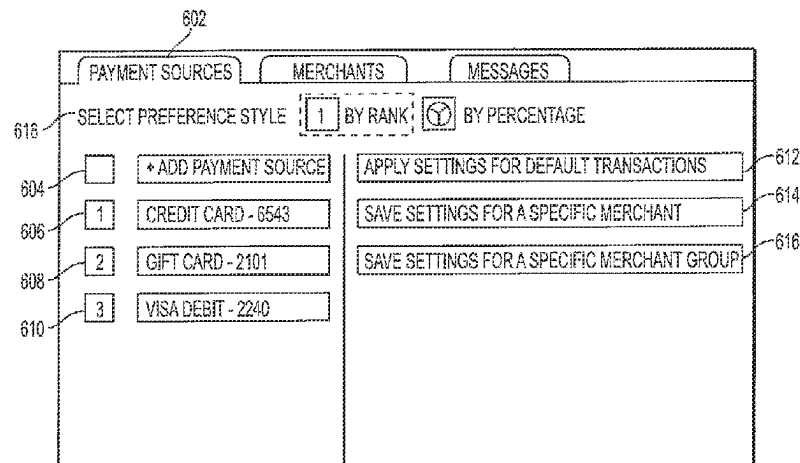 602
PAYMENT SOURCES MERCHANTS MESSAGES
618 SELECT PREFERENCE STYLE 1 BY RANK BY PERCENTAGE
604 + ADD PAYMENT SOURCE APPLY SETTINGS FOR DEFAULT TRANSACTIONS 612
606 1 CREDIT CARD - 6543 SAVE SETTINGS FOR A SPECIFIC MERCHANT 614
608 2 GIFT CARD - 2101 SAVE SETTINGS FOR A SPECIFIC MERCHANT GROUP 616
610 3 VISA DEBIT - 2240